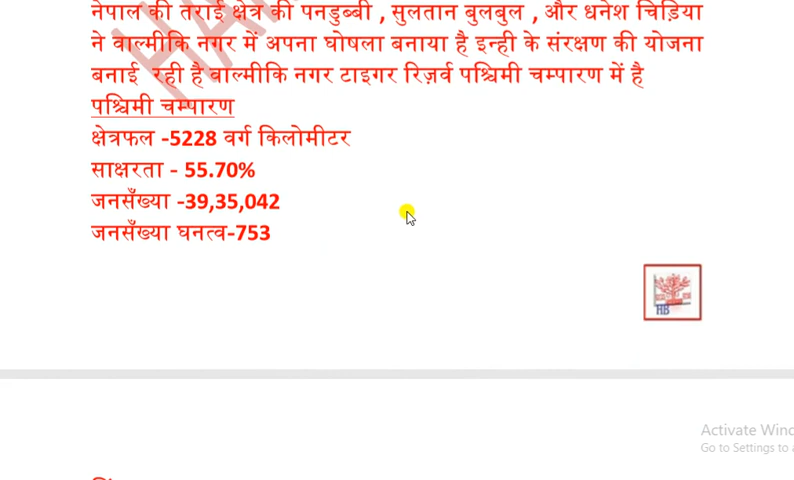 नेपाल की तराई क्षेत्र की पनडुब्बी , सुलतान बुलबुल , और धनेश चिड़िया
ने वाल्मीकि नगर में अपना घोषला बनाया है इन्ही के संरक्षण की योजना
बनाई रही है वाल्मीकि नगर टाइगर रिज़र्व पश्चिमी चम्पारण में है
पश्चिमी चम्पारण
क्षेत्रफल -5228 वर्ग किलोमीटर
साक्षरता - 55.70%
जनसँख्या -39,35,042
जनसँख्या घनत्व-753
HB
Activate Wind
Go to Settings to a